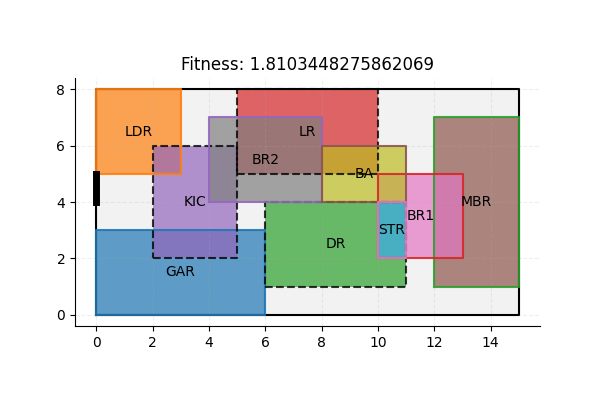 Fitness: 1.8103448275862069
8
6
4
2
0
LDR
LR
BR2
BA
KIC
MBR
BR1
STR
DR
GAR
0 2 4 6 8 10 12 14